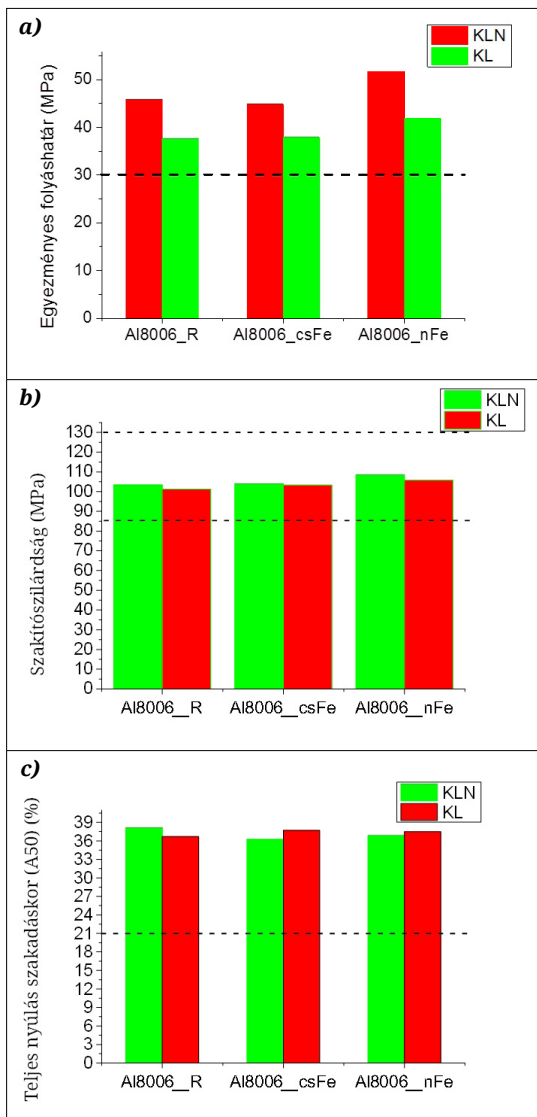 a)
KLN
KL
Egyezményes folyáshatár (MPa)
50
40
30
20
10
0
Al8006_R
Al8006_csFe
Al8006_nFe
b)
KLN
KL
Szakítószilárdság (MPa)
130
120
110
100
90
80
70
60
50
40
30
20
10
0
Al8006__R
Al8006__csFe
Al8006__nFe
c)
KLN
KL
Teljes nyúlás szakadáskor (A50) (%)
39
36
33
30
27
24
21
18
15
12
9
6
3
0
Al8006__R
Al8006__csFe
Al8006__nFe